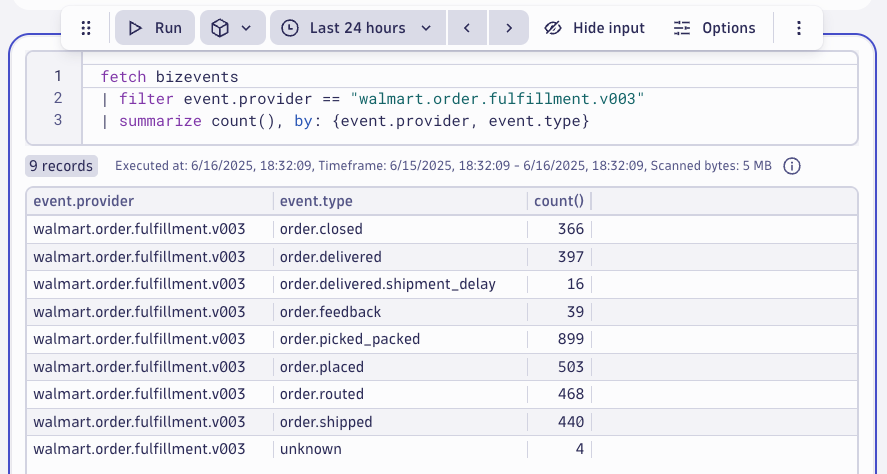 Run Last 24 hours Hide input Options
1 fetch bizevents
2 | filter event.provider == "walmart.order.fulfillment.v003"
3 | summarize count(), by: {event.provider, event.type}
9 records Executed at: 6/16/2025, 18:32:09, Timeframe: 6/15/2025, 18:32:09 - 6/16/2025, 18:32:09, Scanned bytes: 5 MB
event.provider event.type count()
walmart.order.fulfillment.v003 order.closed 366
walmart.order.fulfillment.v003 order.delivered 397
walmart.order.fulfillment.v003 order.delivered.shipment_delay 16
walmart.order.fulfillment.v003 order.feedback 39
walmart.order.fulfillment.v003 order.picked_packed 899
walmart.order.fulfillment.v003 order.placed 503
walmart.order.fulfillment.v003 order.routed 468
walmart.order.fulfillment.v003 order.shipped 440
walmart.order.fulfillment.v003 unknown 4